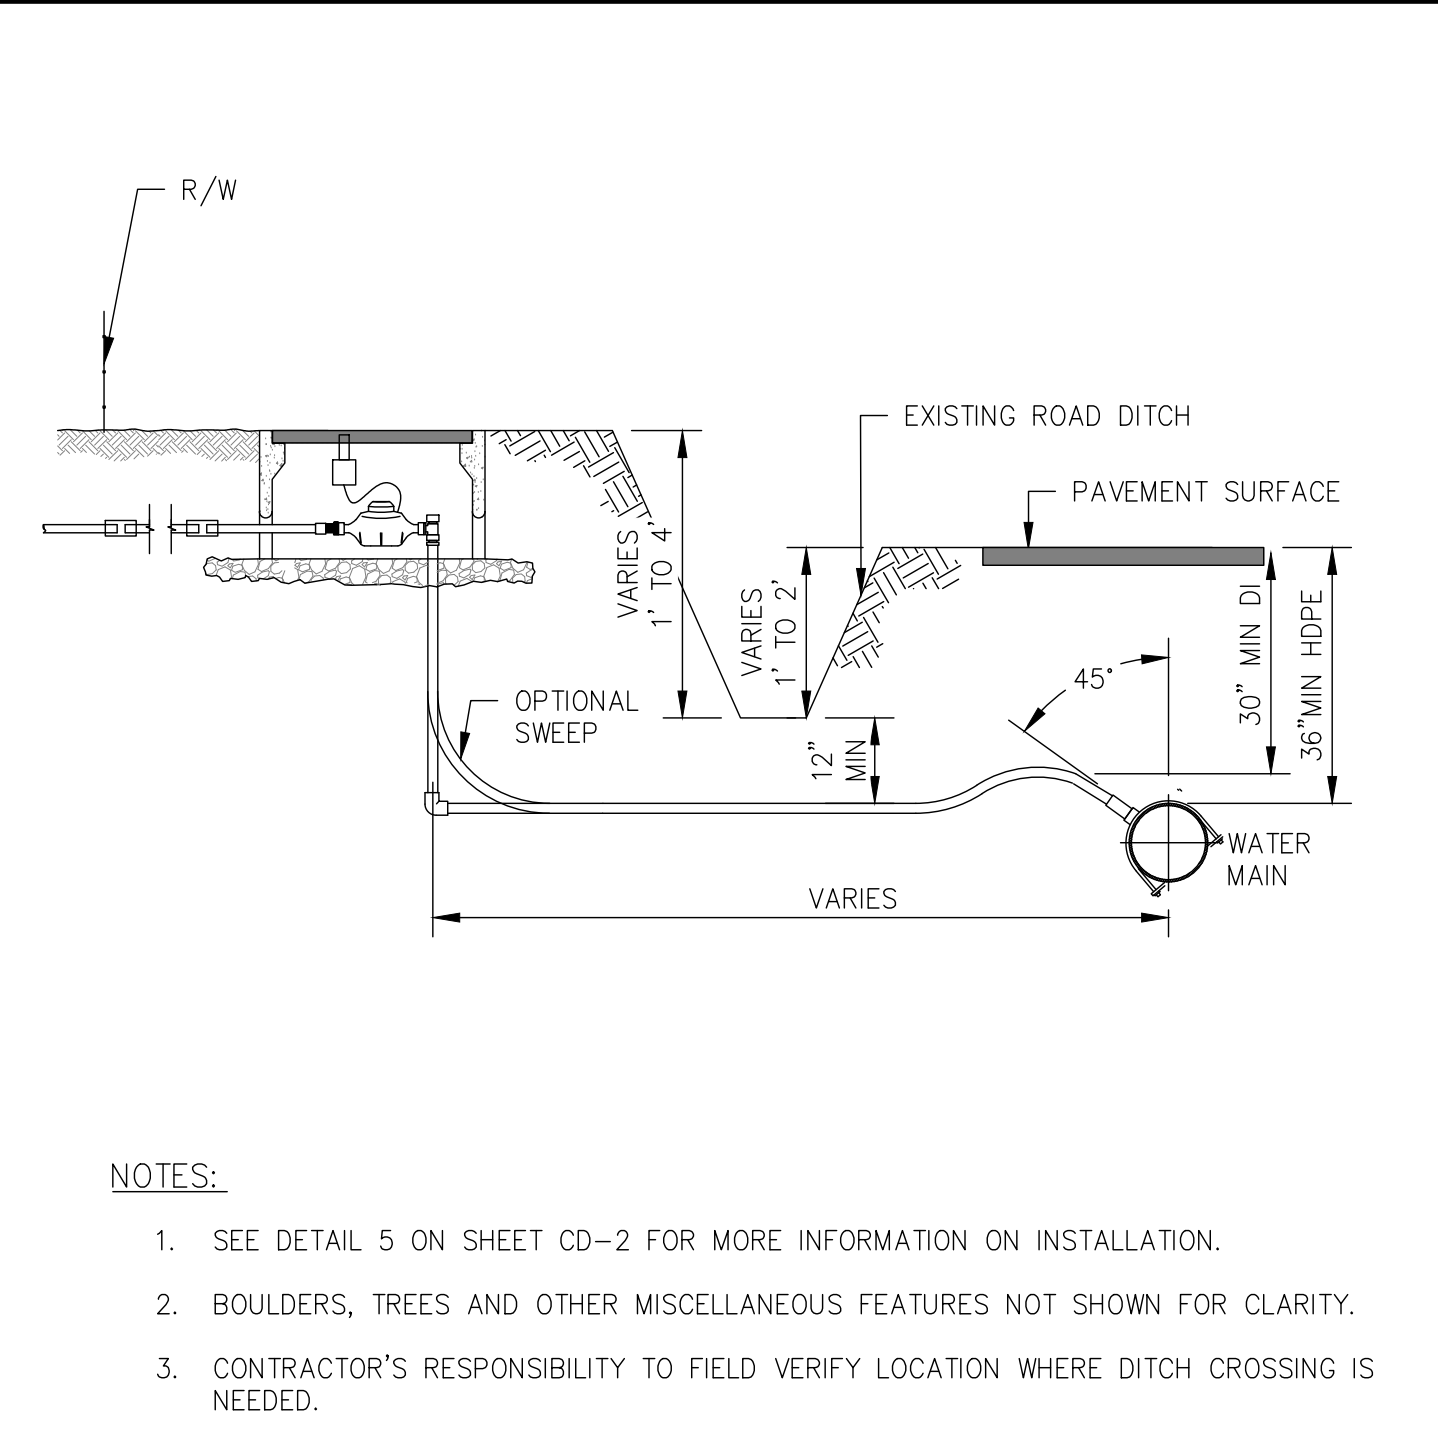 R/W
EXISTING ROAD DITCH
PAVEMENT SURFACE
VARIES
1' TO 4'
VARIES
1' TO 2'
30" MIN DI
36"MIN HDPE
45°
OPTIONAL
SWEEP
12"
MIN
WATER
MAIN
VARIES
NOTES:
1. SEE DETAIL 5 ON SHEET CD-2 FOR MORE INFORMATION ON INSTALLATION.
2. BOULDERS, TREES AND OTHER MISCELLANEOUS FEATURES NOT SHOWN FOR CLARITY.
3. CONTRACTOR'S RESPONSIBILITY TO FIELD VERIFY LOCATION WHERE DITCH CROSSING IS
NEEDED.